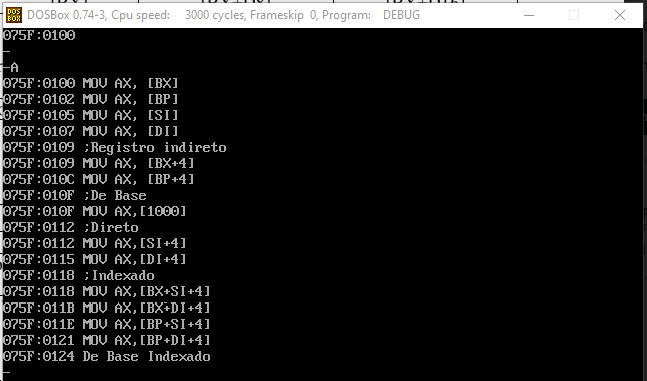 DOSBox 0.74-3, Cpu speed: 3000 cycles, Frameskip 0, Program: DEBUG
075F:0100
-
-A
075F:0100 MOV AX, [BX]
075F:0102 MOV AX, [BP]
075F:0105 MOV AX, [SI]
075F:0107 MOV AX, [DI]
075F:0109 ;Registro indireto
075F:0109 MOV AX, [BX+4]
075F:010C MOV AX, [BP+4]
075F:010F ;De Base
075F:010F MOV AX,[1000]
075F:0112 ;Direto
075F:0112 MOV AX,[SI+4]
075F:0115 MOV AX,[DI+4]
075F:0118 ;Indexado
075F:0118 MOV AX,[BX+SI+4]
075F:011B MOV AX,[BX+DI+4]
075F:011E MOV AX,[BP+SI+4]
075F:0121 MOV AX,[BP+DI+4]
075F:0124 De Base Indexado
-